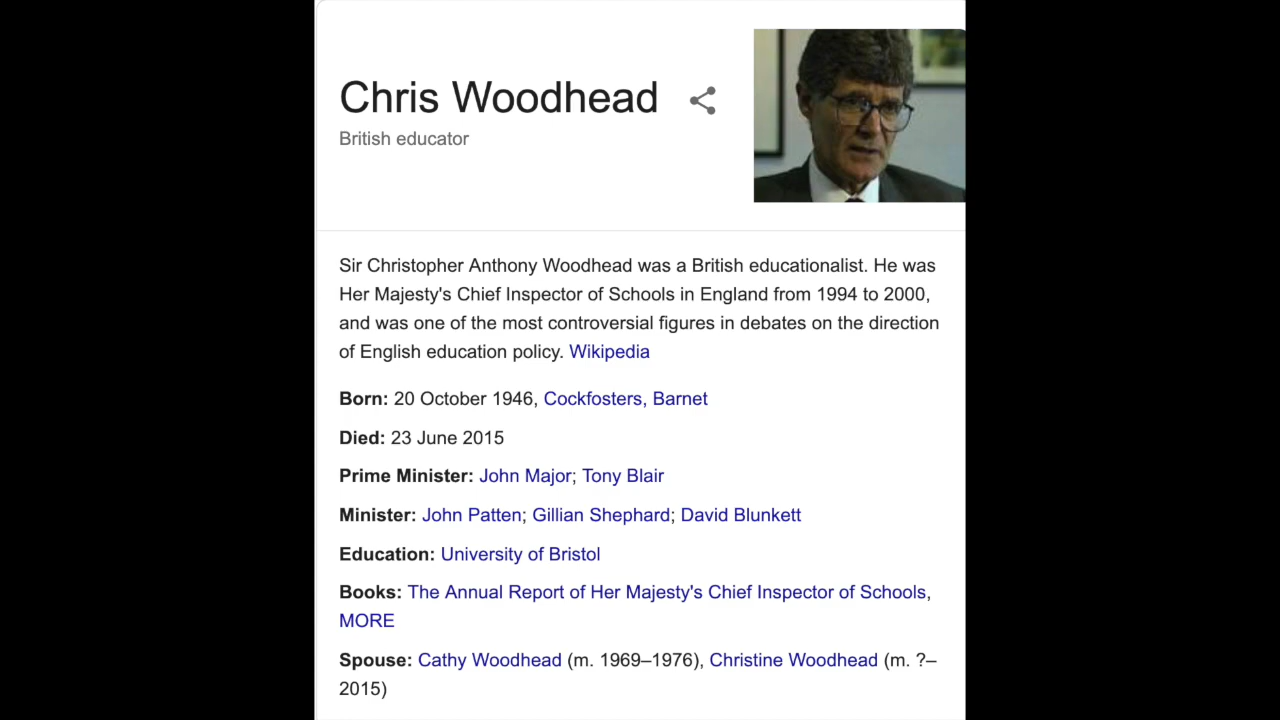 Chris Woodhead
British educator
Sir Christopher Anthony Woodhead was a British educationalist. He was
Her Majesty's Chief Inspector of Schools in England from 1994 to 2000,
and was one of the most controversial figures in debates on the direction
of English education policy. Wikipedia
Born: 20 October 1946, Cockfosters, Barnet
Died: 23 June 2015
Prime Minister: John Major; Tony Blair
Minister: John Patten; Gillian Shephard; David Blunkett
Education: University of Bristol
Books: The Annual Report of Her Majesty's Chief Inspector of Schools,
MORE
Spouse: Cathy Woodhead (m. 1969–1976), Christine Woodhead (m. ?–
2015)